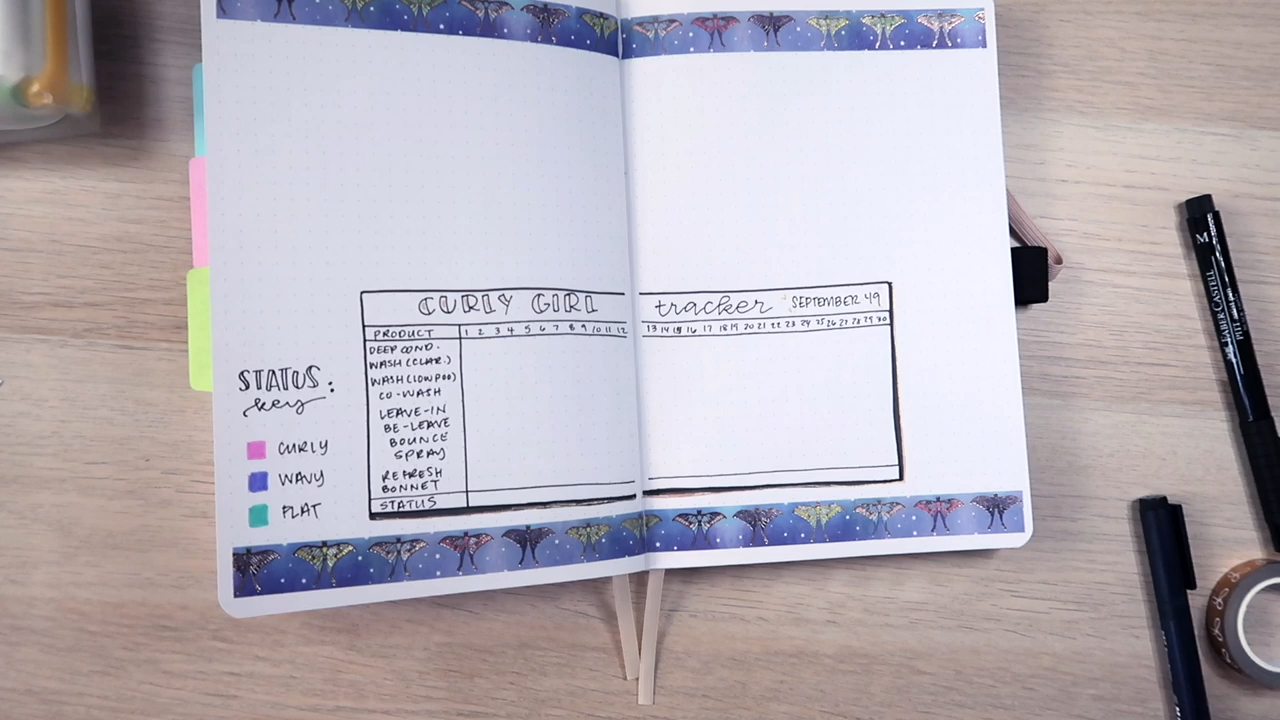 CURLY GIRL tracker SEPTEMBER 49
PRODUCT 1 2 3 4 5 6 7 8 9 10 11 12 13 14 15 16 17 18 19 20 21 22 23 24 25 26 27 28 29 30
DEEP COND.
WASH (CLAR.)
WASH (LOW POO)
CO-WASH
LEAVE-IN
BE-LEAVE
BOUNCE
SPRAY
REFRESH
BONNET
STATUS
STATUS:
key
CURLY
WAVY
FLAT
M
FABER CASTELL
PITT